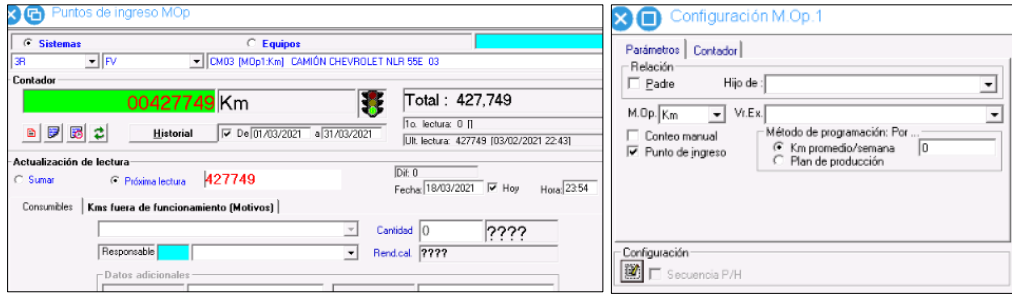 Puntos de ingreso MOp
Sistemas
Equipos
3R
FV
CM03 [MOp1:Km] CAMIÓN CHEVROLET NLR 55E 03
Contador
00427749 Km
Total : 427,749
1o. lectura: 0 []
Últ. lectura: 427749 [03/02/2021 22:43]
Historial
De 01/03/2021 a 31/03/2021
Actualización de lectura
Sumar
Próxima lectura
427749
Dif: 0
Fecha: 18/03/2021 Hoy Hora: 23:54
Consumibles
Kms fuera de funcionamiento (Motivos)
Cantidad 0 ????
Responsable
Rend.cal. ????
Datos adicionales
Configuración M.Op.1
Parámetros
Contador
Relación
Padre
Hijo de :
M.Op. Km
Vr.Ex.
Conteo manual
Punto de ingreso
Método de programación: Por ...
Km promedio/semana 0
Plan de producción
Configuración
Secuencia P/H